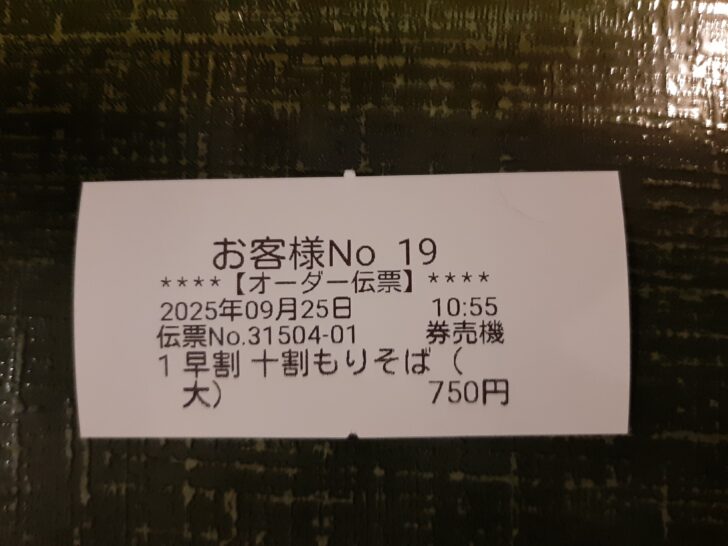 お客様No 19
****【オーダー伝票】****
2025年09月25日 10:55
伝票No.31504-01 券売機
1 早割 十割もりそば（
大） 750円